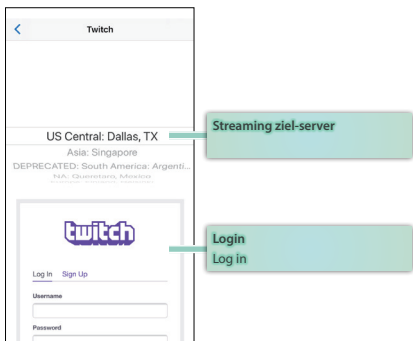 Twitch
US Central: Dallas, TX
Streaming ziel-server
Asia: Singapore
DEPRECATED: South America: Argenti...
NA: Queretaro, Mexico
twitch
Login
Log in
Log In Sign Up
Username
Password